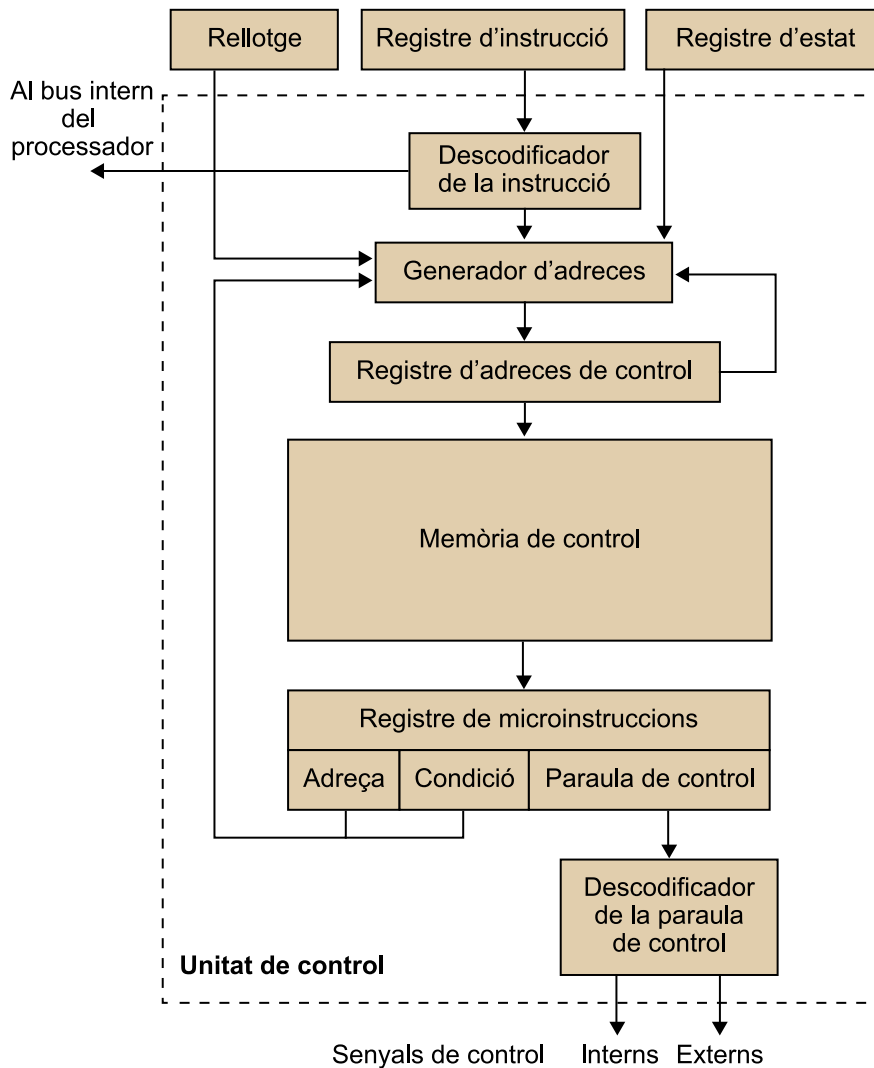 Rellotge
Registre d'instrucció
Registre d'estat
Al bus intern
del
processador
Descodificador
de la instrucció
Generador d'adreces
Registre d'adreces de control
Memòria de control
Registre de microinstruccions
Adreça
Condició
Paraula de control
Descodificador
de la paraula
de control
Unitat de control
Senyals de control
Interns
Externs